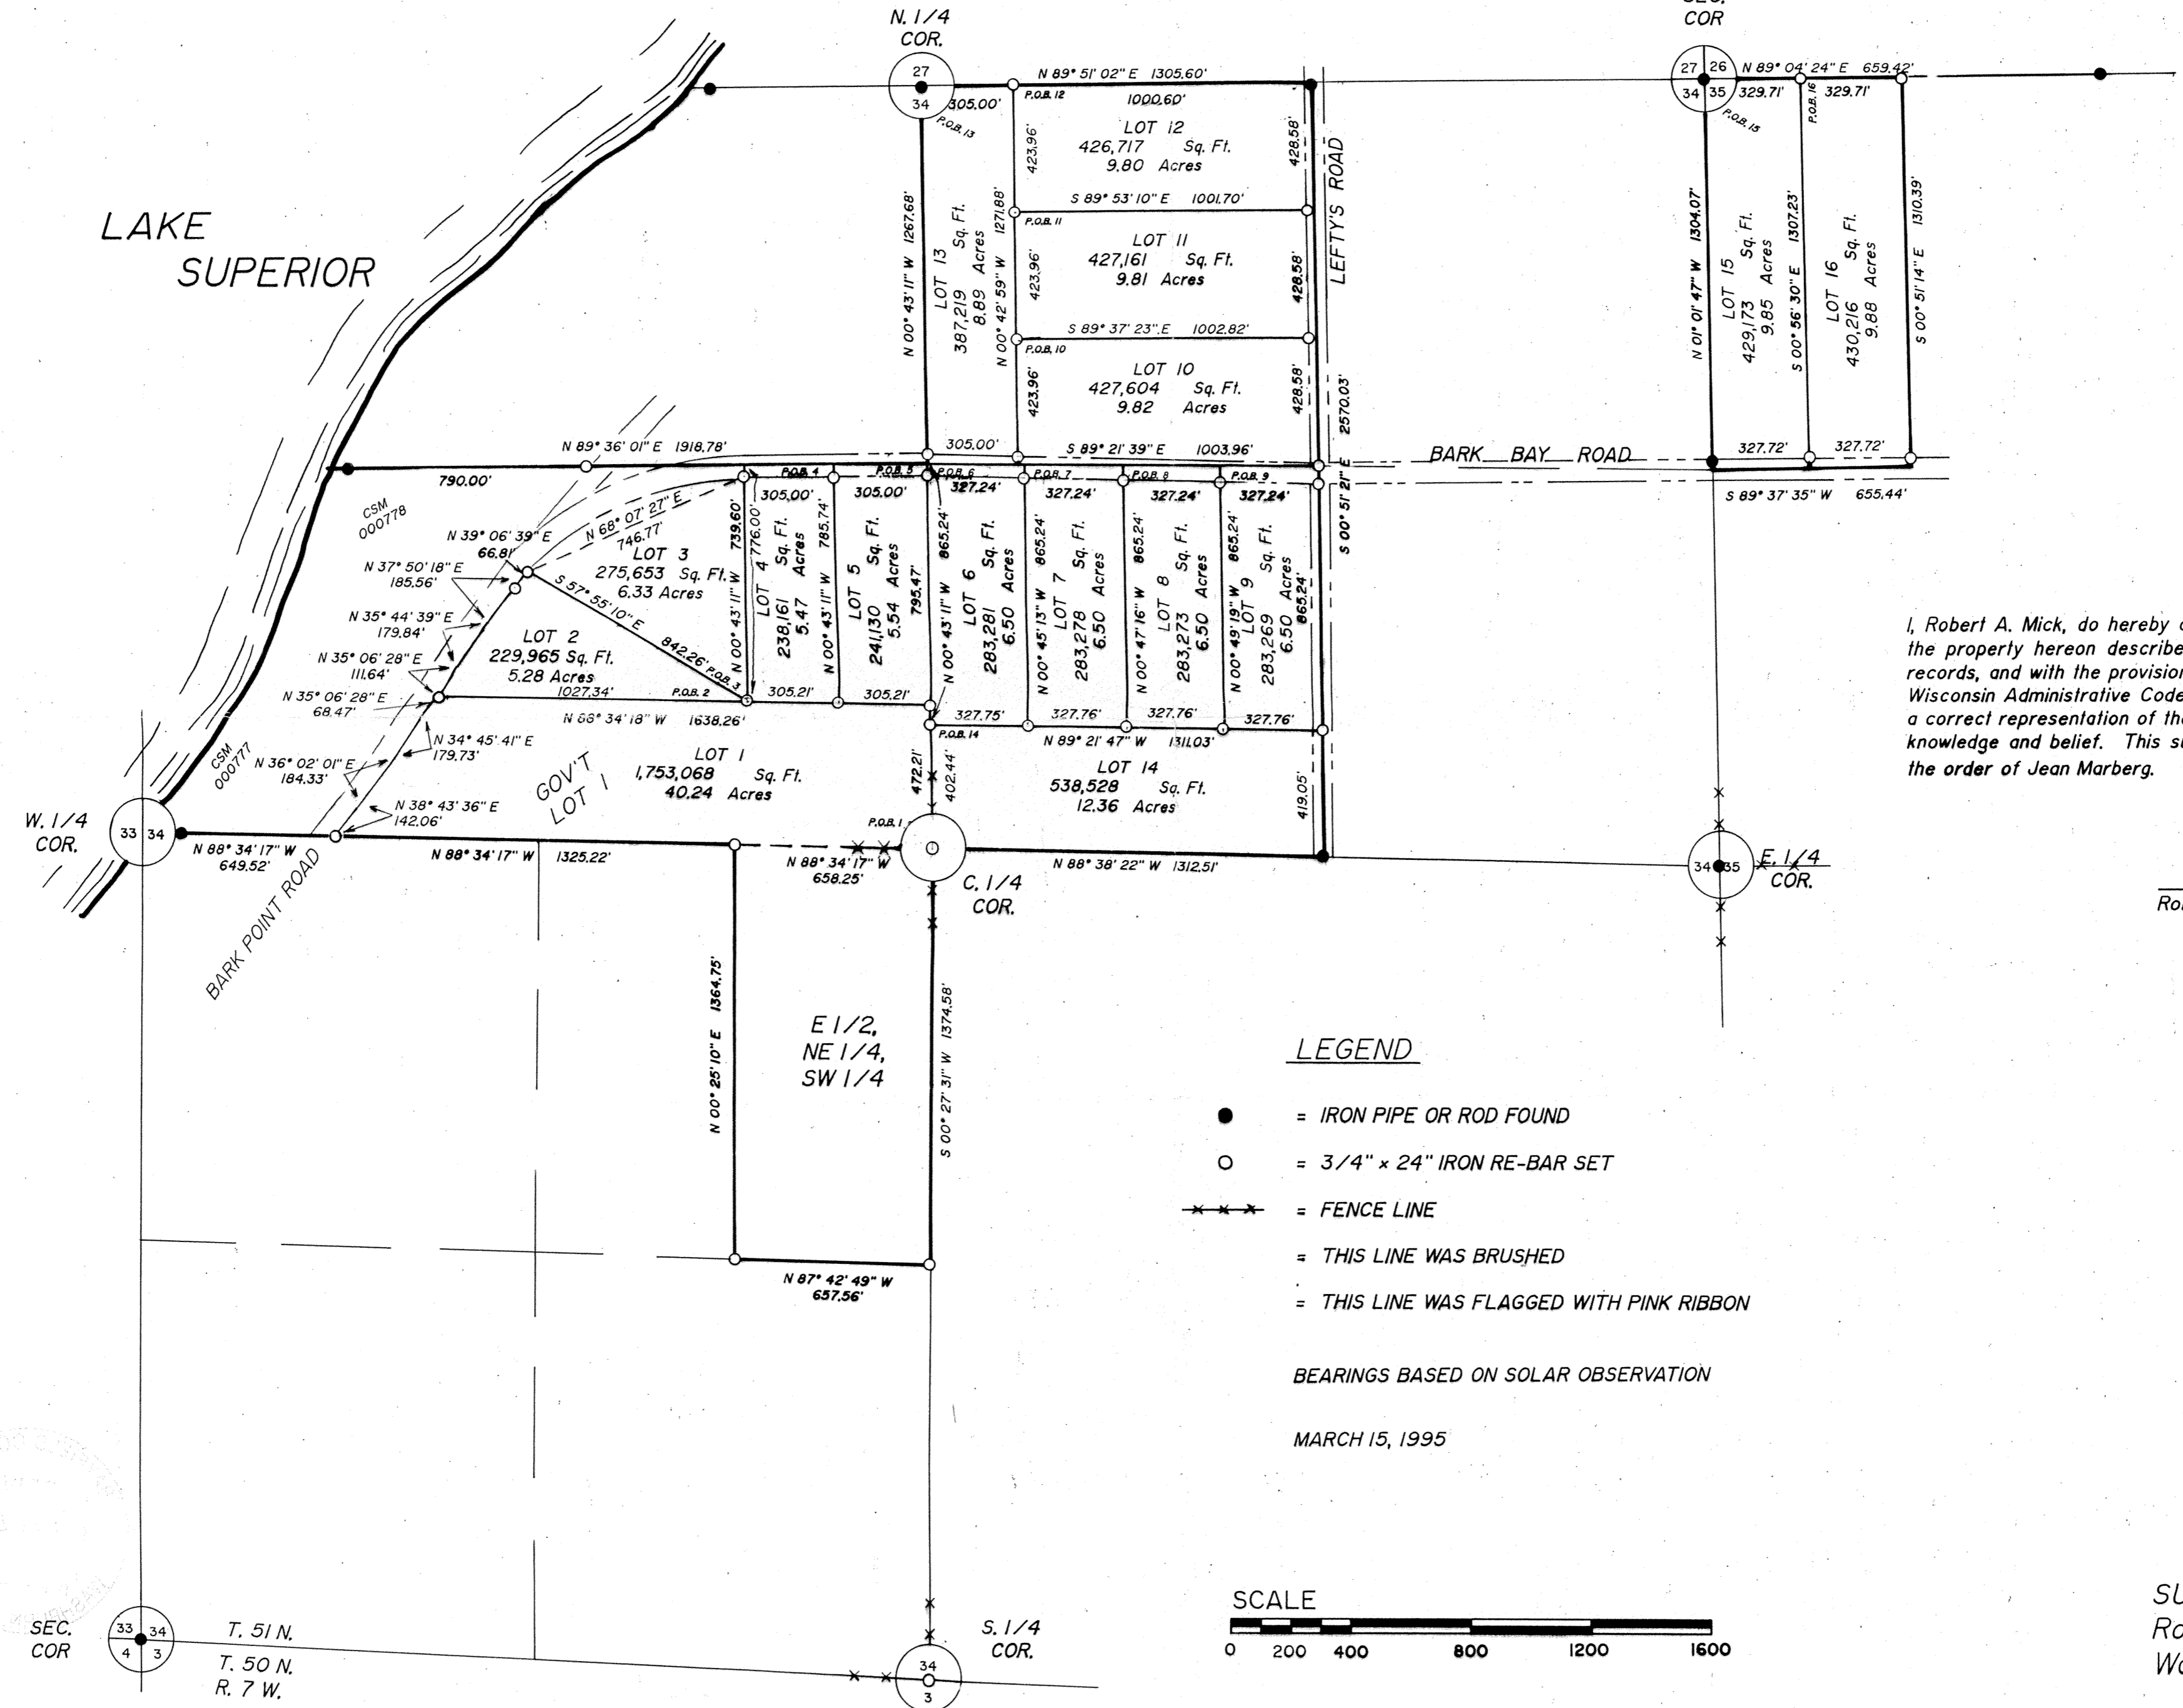 SEC.
COR
N. 1/4
COR.
27
34
27 26
34 35
N 89° 51' 02" E 1305.60'
305.00'
P.O.B. 12
1000.60'
P.O.B. 13
N 89° 04' 24" E 659.42'
329.71'
329.71'
P.O.B. 16
P.O.B. 15
LAKE
SUPERIOR
LOT 12
426,717 Sq. Ft.
9.80 Acres
423.96'
428.58'
S 89° 53' 10" E 1001.70'
P.O.B. 11
LOT 11
427,161 Sq. Ft.
9.81 Acres
423.96'
428.58'
S 89° 37' 23" E 1002.82'
P.O.B. 10
LOT 10
427,604 Sq. Ft.
9.82 Acres
423.96'
428.58'
N 00° 43' 11" W 1267.68'
LOT 13
387,219 Sq. Ft.
8.89 Acres
N 00° 42' 59" W 1271.88'
LEFTY'S ROAD
S 00° 51' 21" E 2570.03'
N 01° 01' 47" W 1304.07'
LOT 15
429,173 Sq. Ft.
9.85 Acres
S 00° 56' 30" E 1307.23'
LOT 16
430,216 Sq. Ft.
9.88 Acres
S 00° 51' 14" E 1310.39'
N 89° 36' 01" E 1918.78'
305.00'
S 89° 21' 39" E 1003.96'
BARK BAY ROAD
327.72'
327.72'
S 89° 37' 35" W 655.44'
790.00'
P.O.B. 4
P.O.B. 5
P.O.B. 6
P.O.B. 7
P.O.B. 8
P.O.B. 9
305.00'
305.00'
327.24'
327.24'
327.24'
327.24'
CSM
000778
N 68° 07' 27" E
746.77'
N 39° 06' 39" E
66.81'
N 37° 50' 18" E
185.56'
N 35° 44' 39" E
179.84'
N 35° 06' 28" E
111.64'
N 35° 06' 28" E
68.47'
LOT 3
275,653 Sq. Ft.
6.33 Acres
S 57° 55' 10" E
842.26'
P.O.B. 3
LOT 2
229,965 Sq. Ft.
5.28 Acres
N 00° 43' 11" W 739.60'
776.00'
LOT 4
238,161 Sq. Ft.
5.47 Acres
N 00° 43' 11" W 785.74'
LOT 5
241,130 Sq. Ft.
5.54 Acres
795.47'
N 00° 43' 11" W 865.24'
LOT 6
283,281 Sq. Ft.
6.50 Acres
N 00° 45' 13" W 865.24'
LOT 7
283,278 Sq. Ft.
6.50 Acres
N 00° 47' 16" W 865.24'
LOT 8
283,273 Sq. Ft.
6.50 Acres
N 00° 49' 19" W 865.24'
LOT 9
283,269 Sq. Ft.
6.50 Acres
865.24'
1027.34'
P.O.B. 2
305.21'
305.21'
N 88° 34' 18" W 1638.26'
327.75'
327.76'
327.76'
327.76'
P.O.B. 14
N 89° 21' 47" W 1311.03'
CSM
000777
N 34° 45' 41" E
179.73'
N 36° 02' 01" E
184.33'
N 38° 43' 36" E
142.06'
GOV'T
LOT 1
LOT 1
1,753,068 Sq. Ft.
40.24 Acres
472.21'
402.44'
LOT 14
538,528 Sq. Ft.
12.36 Acres
419.05'
P.O.B. 1
W. 1/4
COR.
33 34
N 88° 34' 17" W
649.52'
N 88° 34' 17" W 1325.22'
N 88° 34' 17" W
658.25'
C. 1/4
COR.
N 88° 38' 22" W 1312.51'
34 35
E. 1/4
COR.
BARK POINT ROAD
I, Robert A. Mick, do hereby
the property hereon describe
records, and with the provision
Wisconsin Administrative Code
a correct representation of th
knowledge and belief. This su
the order of Jean Marberg.
Ro
N 00° 25' 10" E 1364.75'
E 1/2,
NE 1/4,
SW 1/4
S 00° 27' 31" W 1374.58'
N 87° 42' 49" W
657.56'
LEGEND
= IRON PIPE OR ROD FOUND
= 3/4" x 24" IRON RE-BAR SET
= FENCE LINE
= THIS LINE WAS BRUSHED
= THIS LINE WAS FLAGGED WITH PINK RIBBON
BEARINGS BASED ON SOLAR OBSERVATION
MARCH 15, 1995
SCALE
0 200 400 800 1200 1600
SEC.
COR
33 34
4 3
T. 51 N.
T. 50 N.
R. 7 W.
S. 1/4
COR.
34
3
SU
Ro
Wa